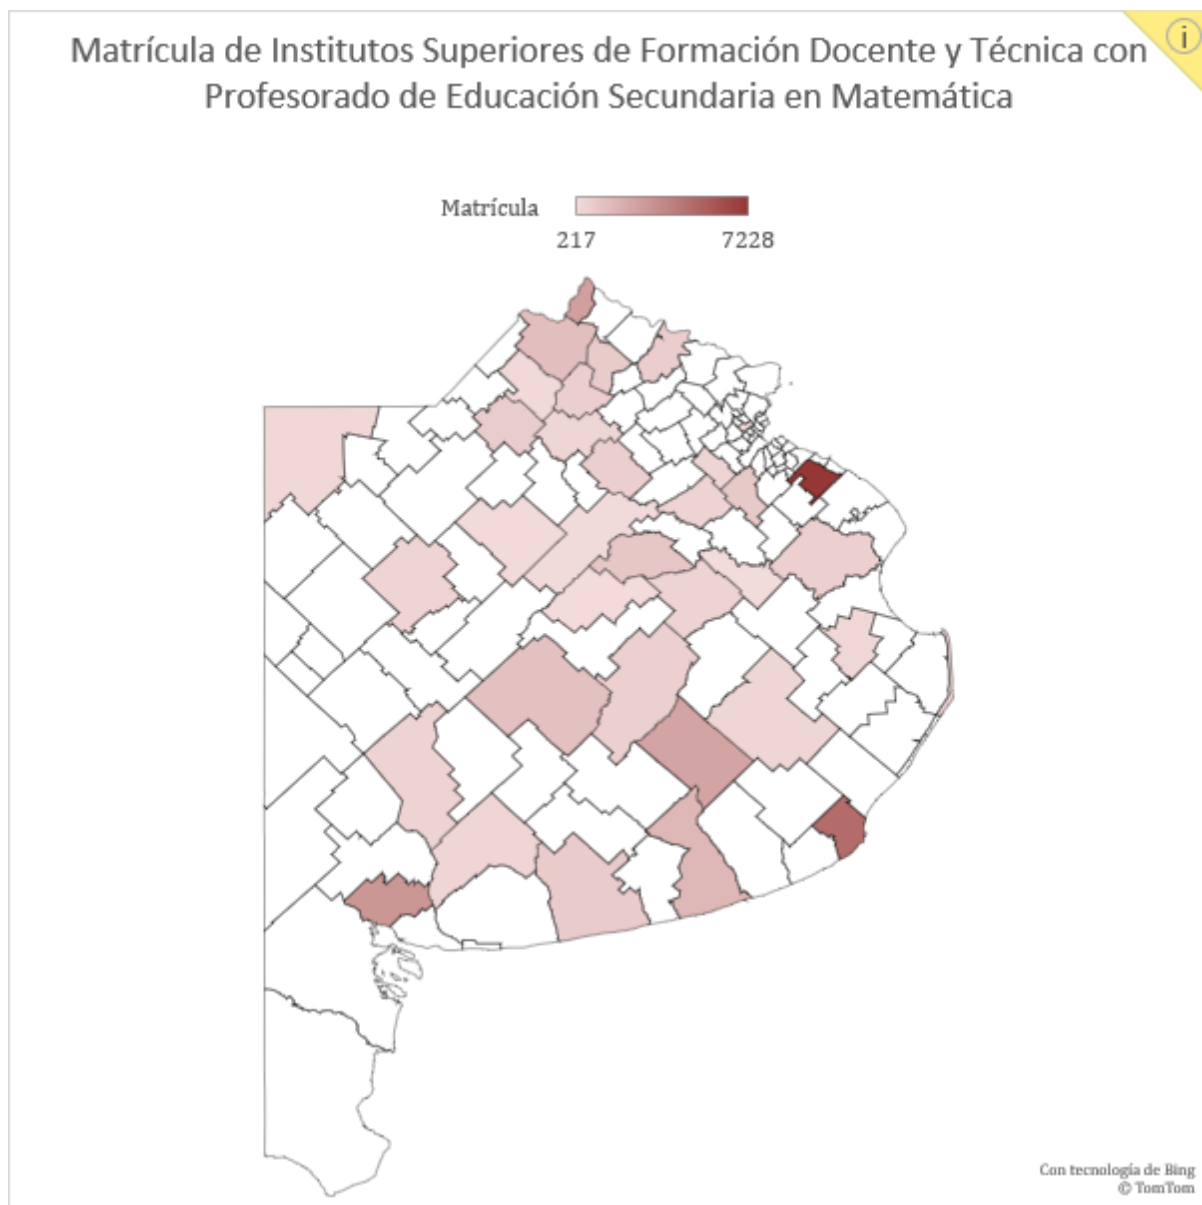 Matrícula de Institutos Superiores de Formación Docente y Técnica con
Profesorado de Educación Secundaria en Matemática
i
Matrícula
217 7228
Con tecnología de Bing
© TomTom